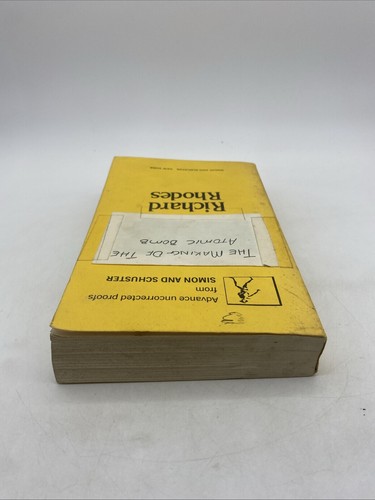 Advance uncorrected proofs
from
SIMON AND SCHUSTER
THE MAKING OF THE
ATOMIC BOMB
Richard
Rhodes